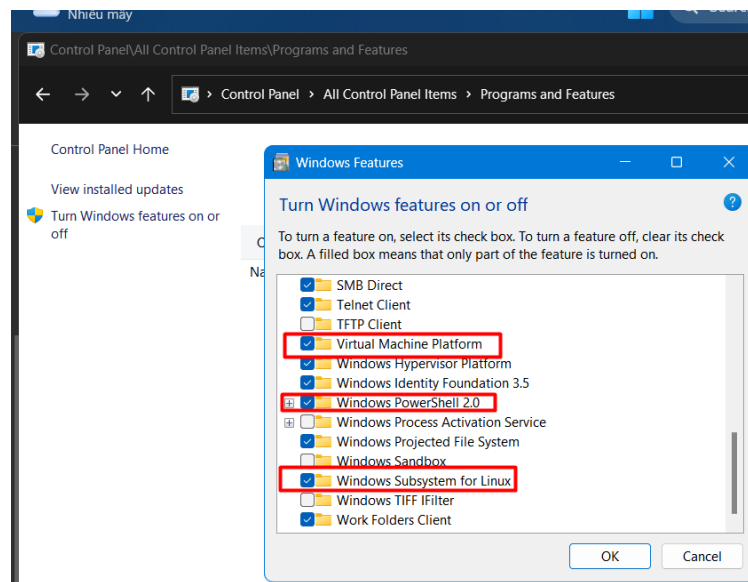 Nhiều mây
Control Panel\All Control Panel Items\Programs and Features
Control Panel > All Control Panel Items > Programs and Features
Control Panel Home
View installed updates
Turn Windows features on or
off
Windows Features
Turn Windows features on or off
To turn a feature on, select its check box. To turn a feature off, clear its check
box. A filled box means that only part of the feature is turned on.
SMB Direct
Telnet Client
TFTP Client
Virtual Machine Platform
Windows Hypervisor Platform
Windows Identity Foundation 3.5
Windows PowerShell 2.0
Windows Process Activation Service
Windows Projected File System
Windows Sandbox
Windows Subsystem for Linux
Windows TIFF IFilter
Work Folders Client
OK
Cancel